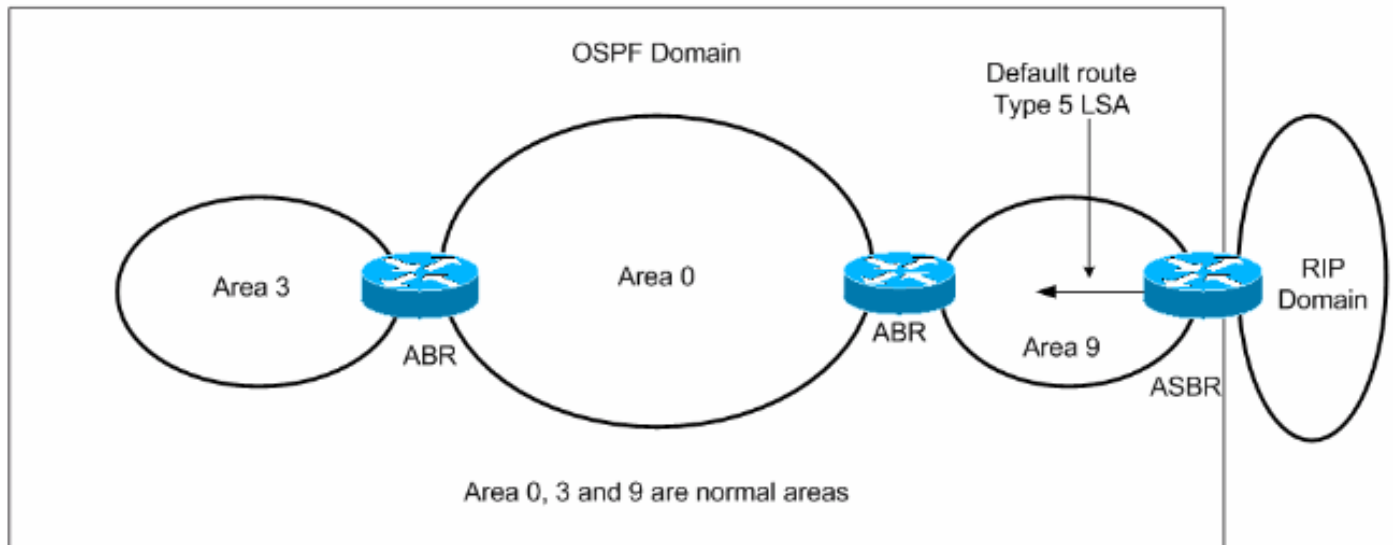 OSPF Domain
Default route
Type 5 LSA
Area 3
Area 0
RIP
Domain
ABR
ABR
Area 9
ASBR
Area 0, 3 and 9 are normal areas